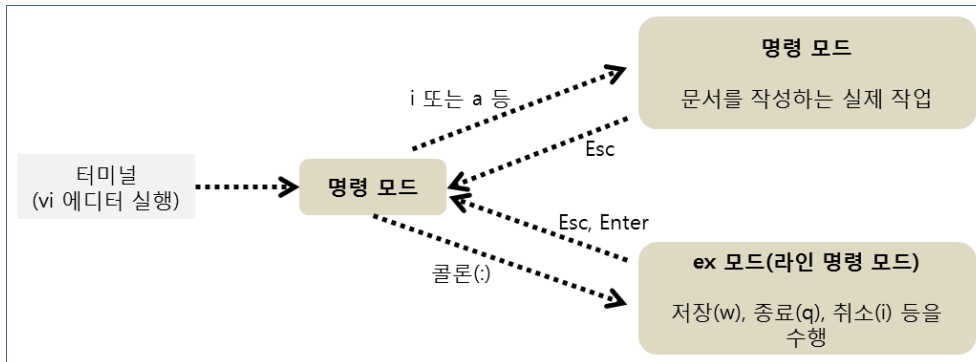 명령 모드
문서를 작성하는 실제 작업
i 또는 a 등
Esc
터미널
(vi 에디터 실행)
명령 모드
Esc, Enter
콜론(:)
ex 모드(라인 명령 모드)
저장(w), 종료(q), 취소(i) 등을
수행